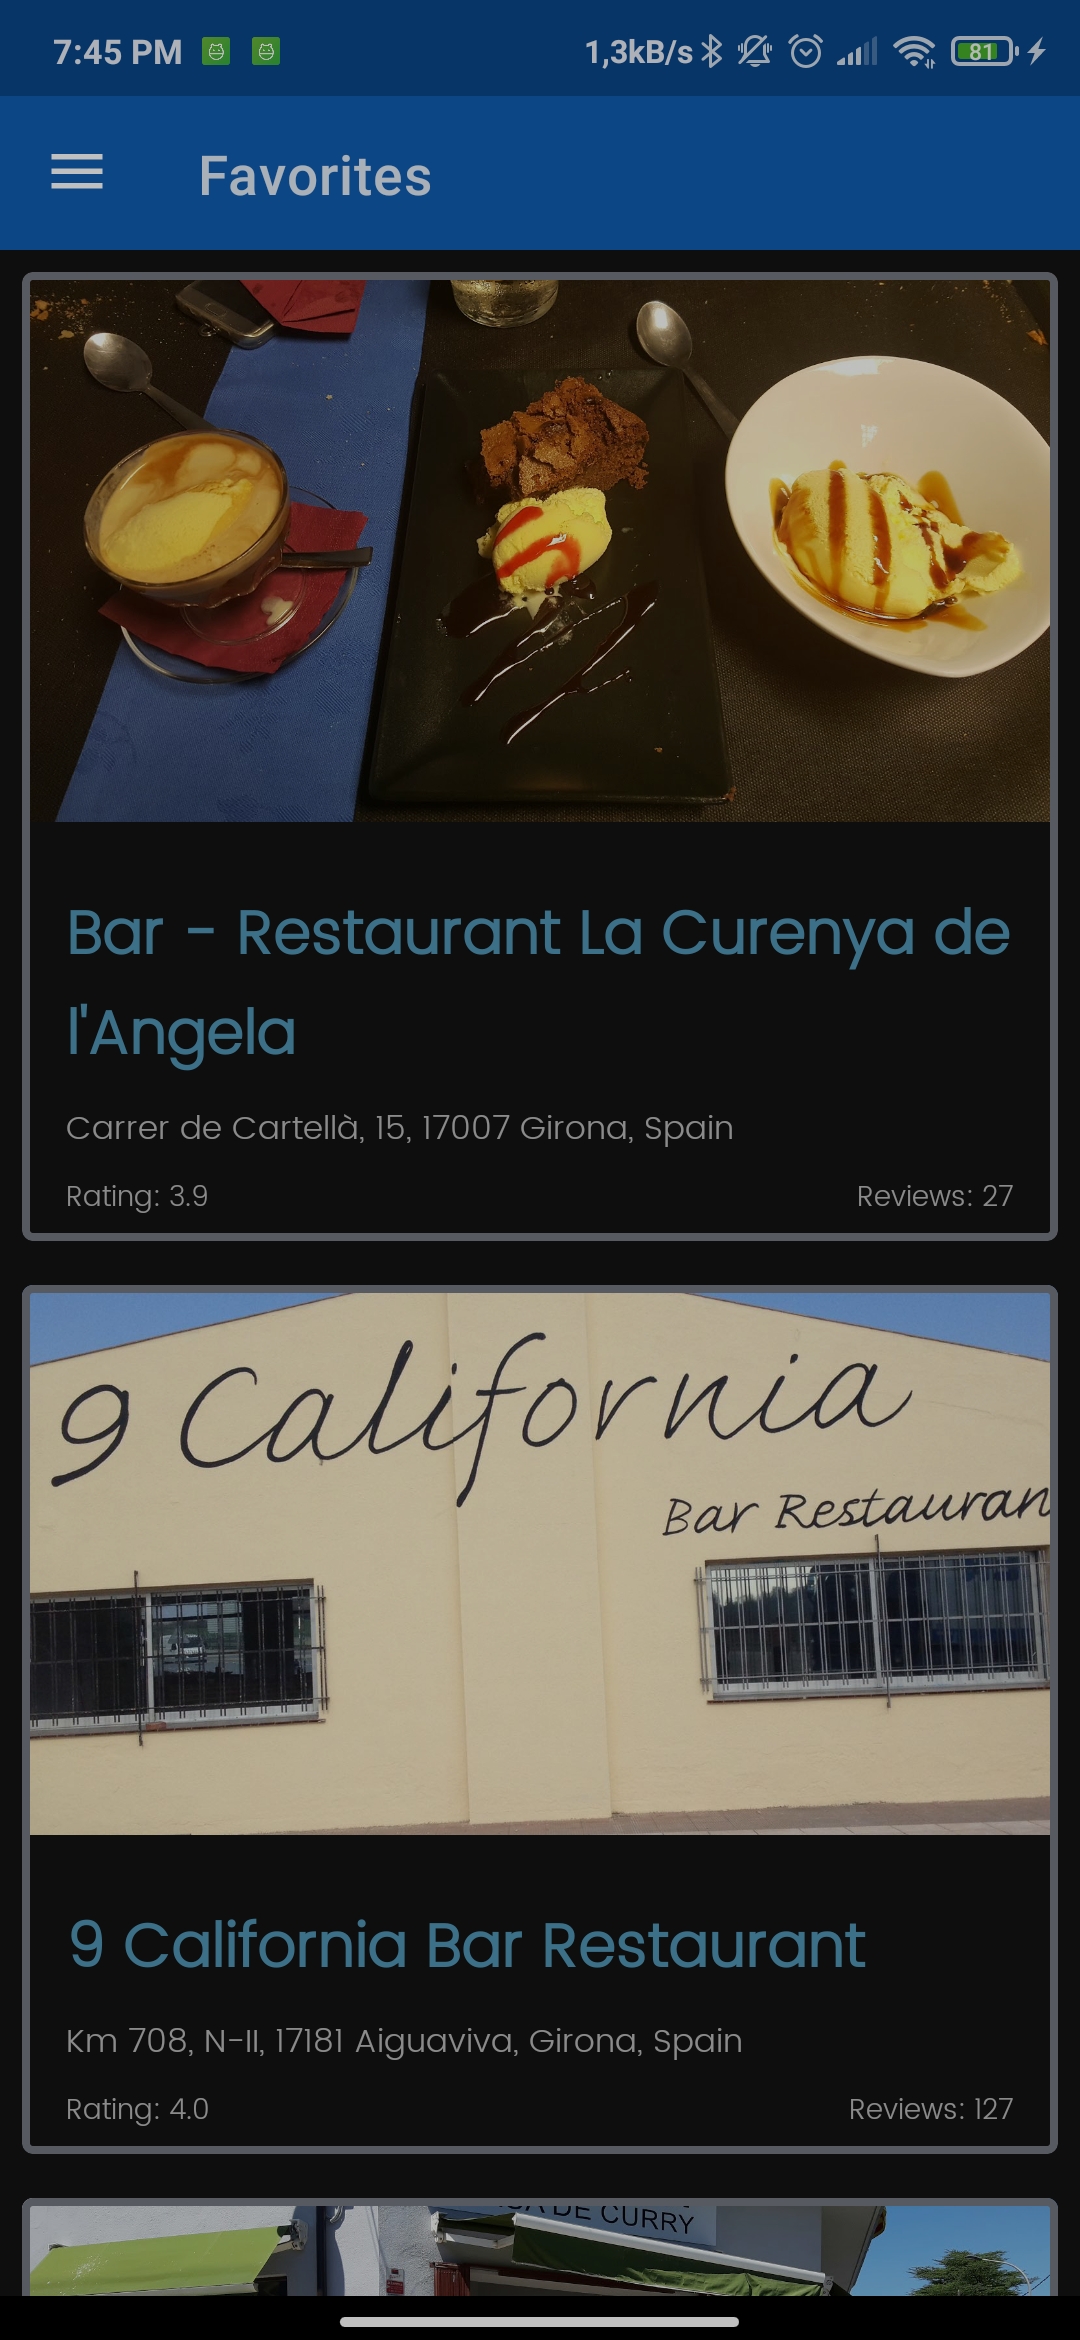 7:45 PM 1,3kB/s 81
Favorites
Bar - Restaurant La Curenya de
l'Angela
Carrer de Cartellà, 15, 17007 Girona, Spain
Rating: 3.9 Reviews: 27
9 California
Bar Restauran
9 California Bar Restaurant
Km 708, N-II, 17181 Aiguaviva, Girona, Spain
Rating: 4.0 Reviews: 127
DE CURRY